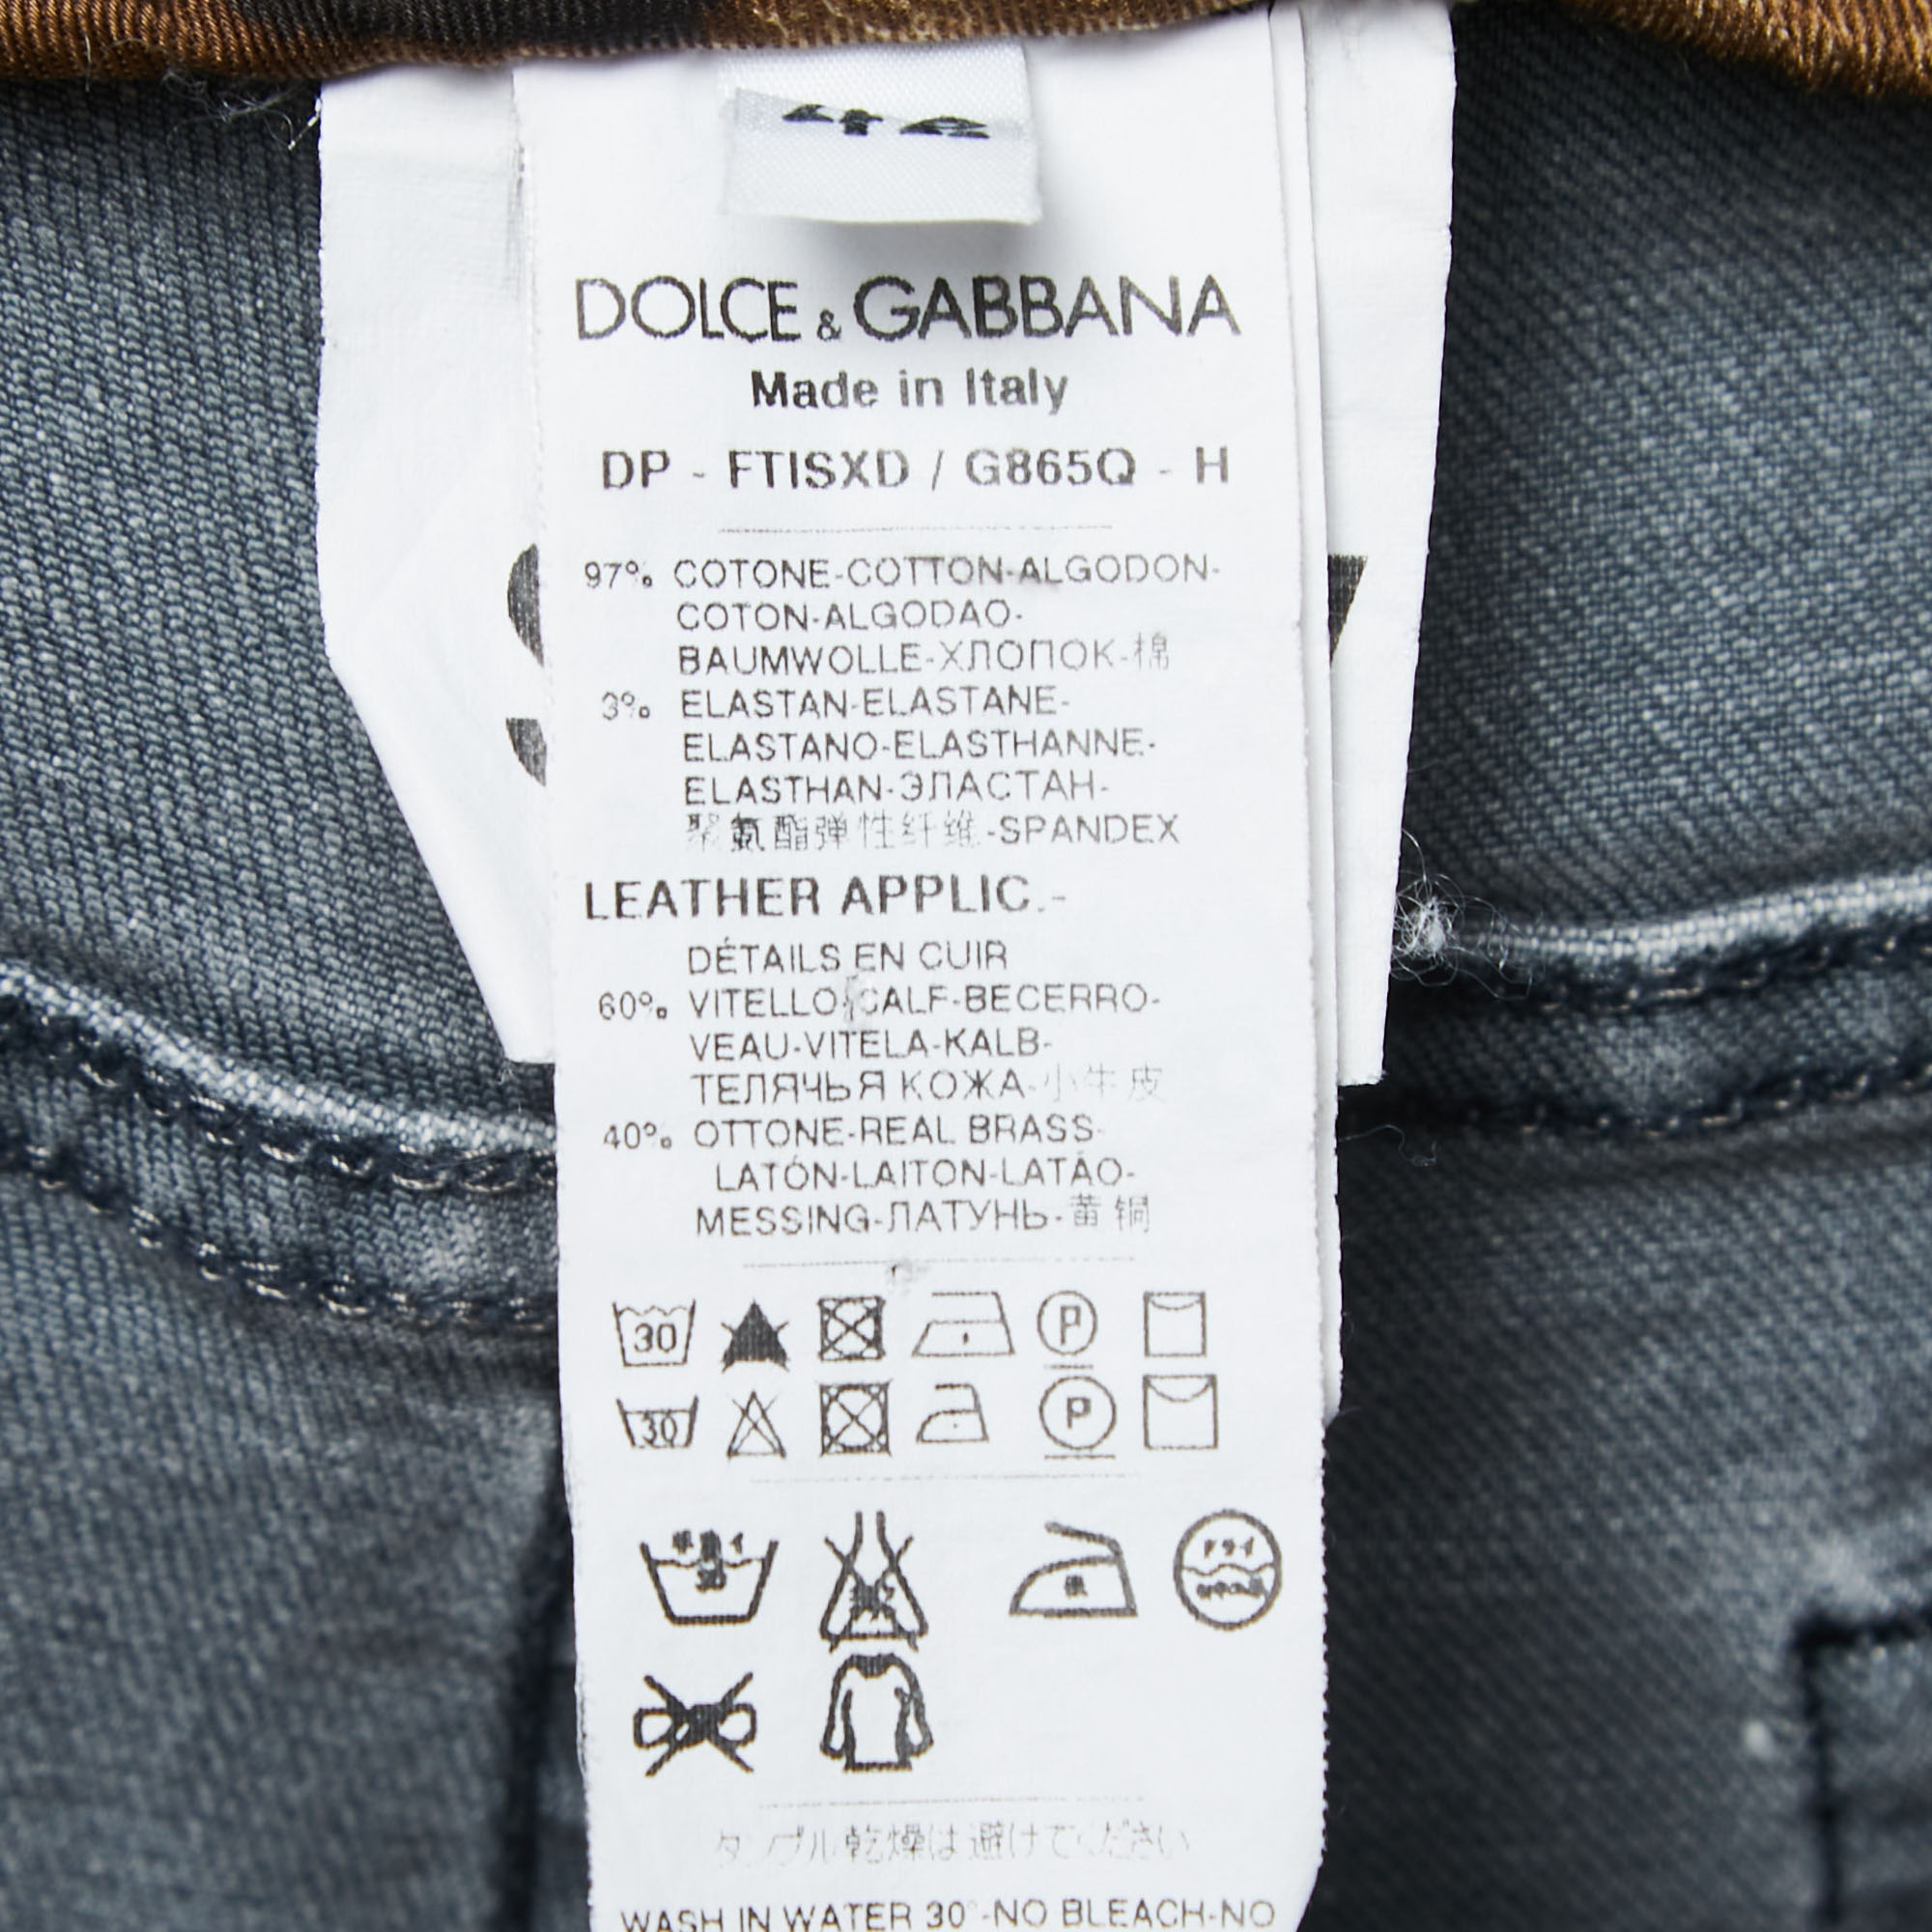 DOLCE & GABBANA
Made in Italy
DP - FTISXD / G865Q - H
97% COTONE-COTTON-ALGODON-
COTON-ALGODAO-
BAUMWOLLE-ХЛОПОК-棉
3% ELASTAN-ELASTANE-
ELASTANO-ELASTHANNE-
ELASTHAN-ЭЛАСТАН-
聚氨酯弹性纤维-SPANDEX
LEATHER APPLIC.-
DÉTAILS EN CUIR
60% VITELLO-CALF-BECERRO-
VEAU-VITELA-KALB-
ТЕЛЯЧЬЯ КОЖА-小牛皮
40% OTTONE-REAL BRASS-
LATÓN-LAITON-LATÃO-
MESSING-ЛАТУНЬ-黄铜
30 P
30 P
30
ドライ
タンブル乾燥は避けてください
WASH IN WATER 30°-NO BLEACH-NO